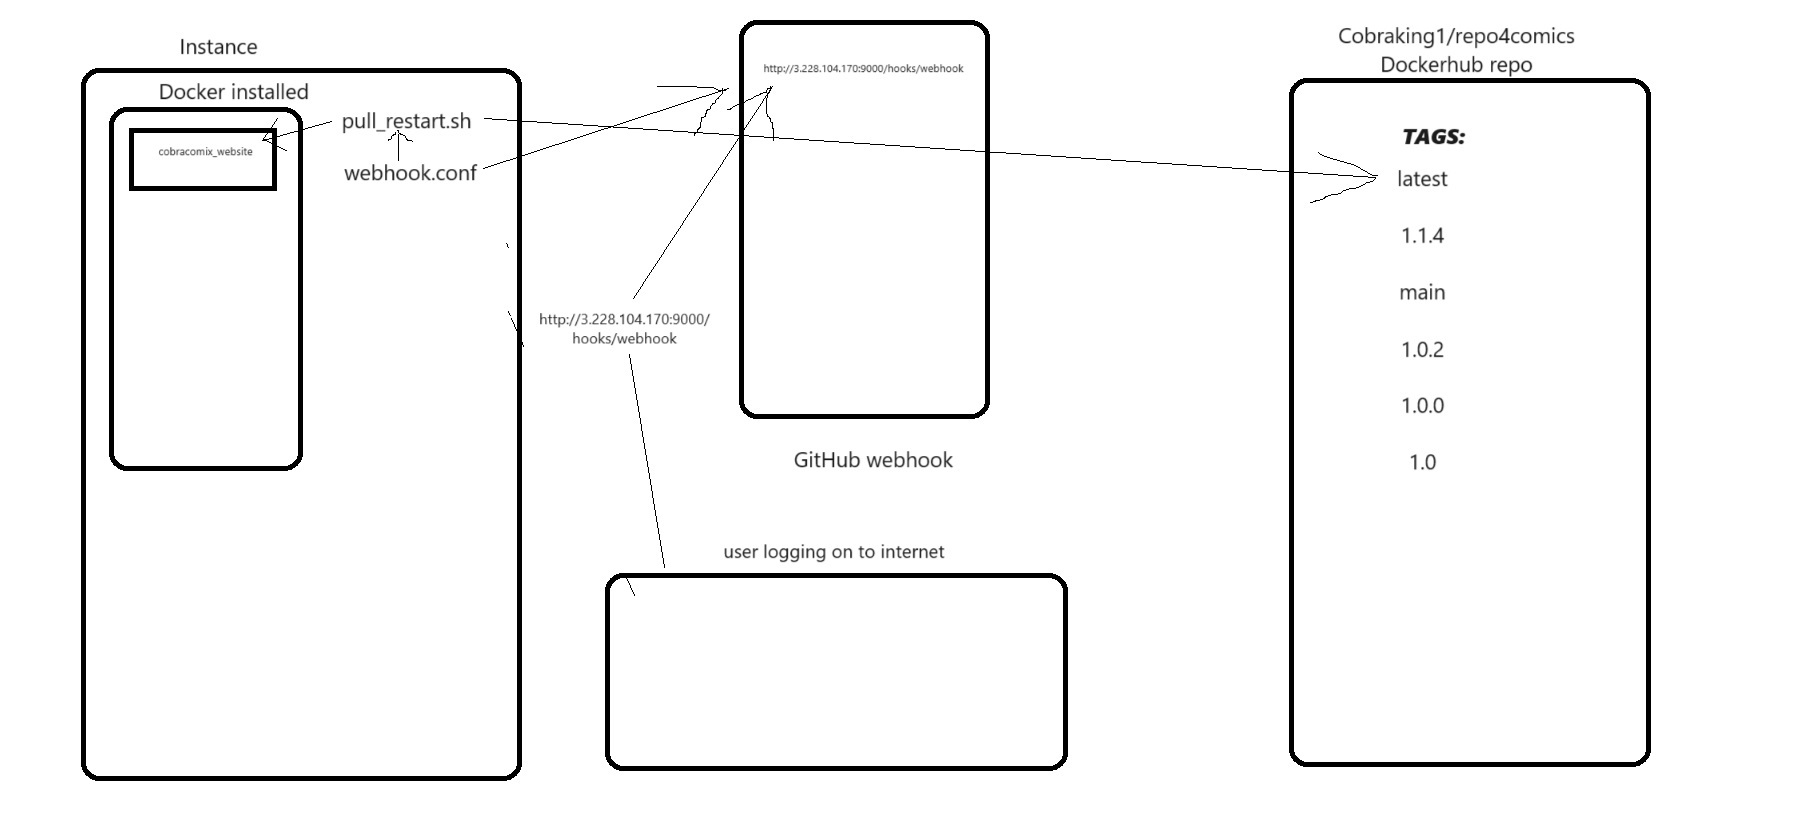 Instance
Docker installed
cobracomix_website
pull_restart.sh
webhook.conf
http://3.228.104.170:9000/hooks/webhook
GitHub webhook
http://3.228.104.170:9000/
hooks/webhook
user logging on to internet
Cobraking1/repo4comics
Dockerhub repo
TAGS:
latest
1.1.4
main
1.0.2
1.0.0
1.0